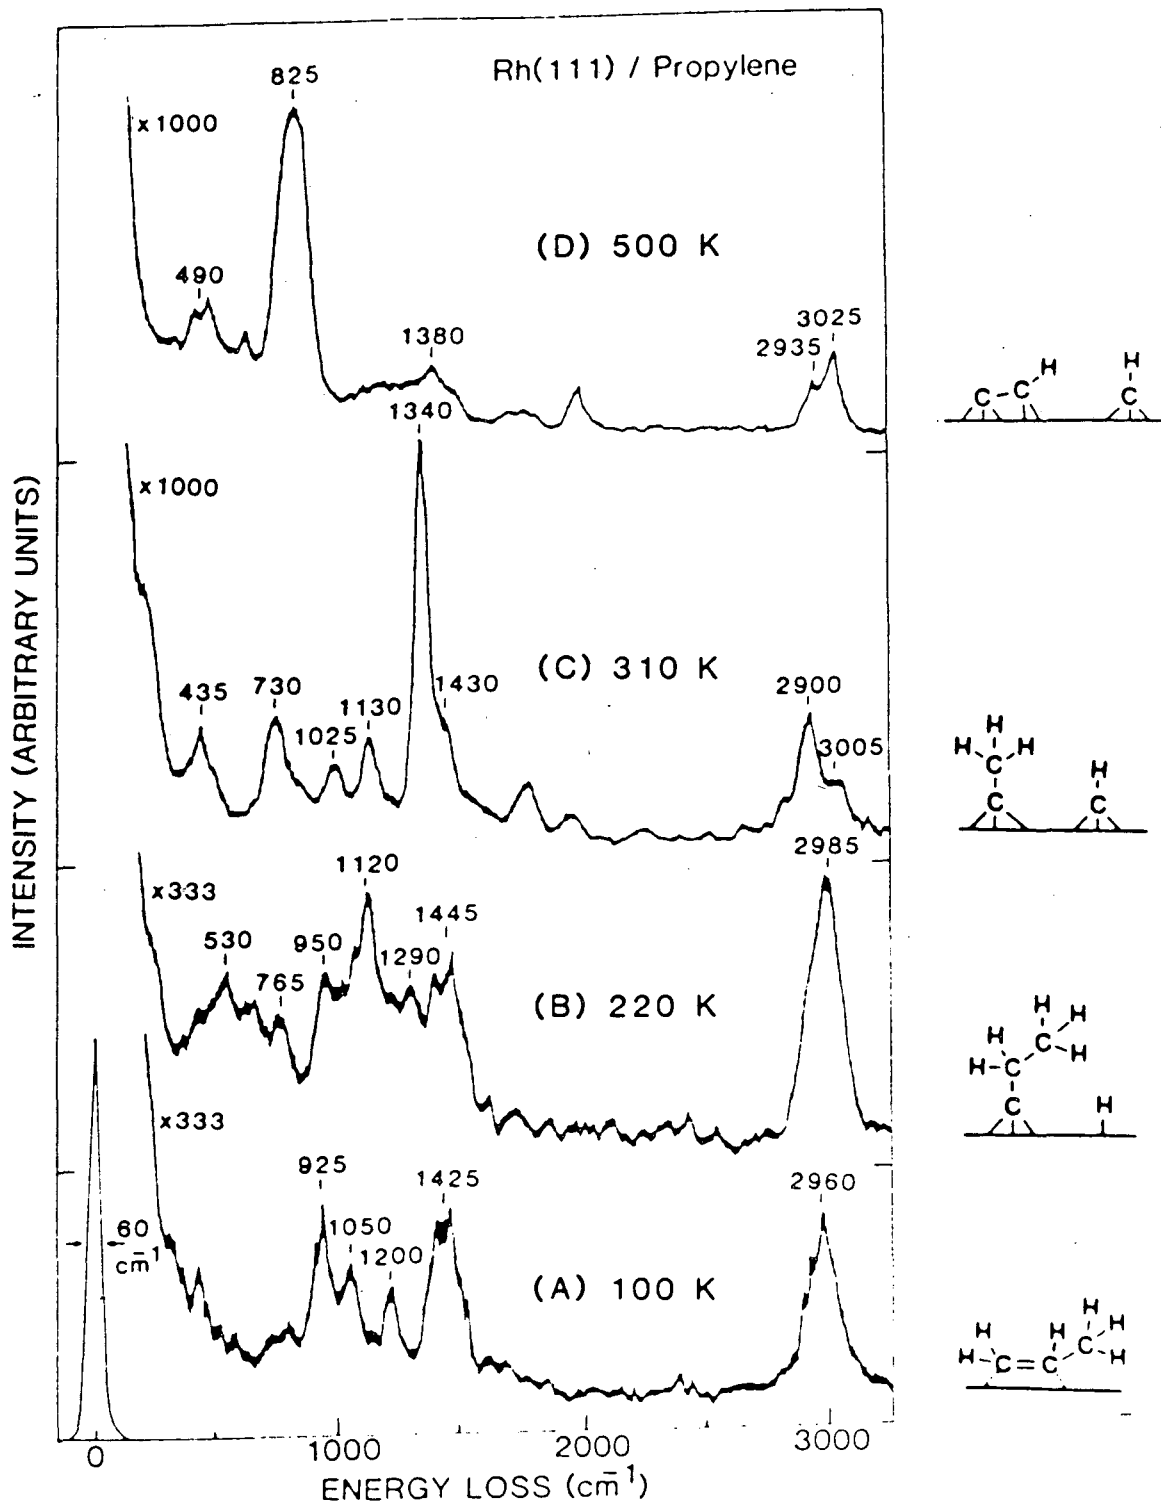 Rh(111) / Propylene
825
x1000
(D) 500 K
490
1380
2935
3025
H
C
C
H
C
1340
x1000
(C) 310 K
435
730
1025
1130
1430
2900
3005
H
H
H
C
C
H
C
1120
x333
530
765
950
1290
1445
(B) 220 K
2985
H
H
H
H
C
H
H
C
C
H
x333
925
1050
1200
1425
(A) 100 K
2960
60
cm⁻¹
H
H
H
H
H
H
C=C
C
0
1000
2000
3000
ENERGY LOSS (cm⁻¹)
INTENSITY (ARBITRARY UNITS)